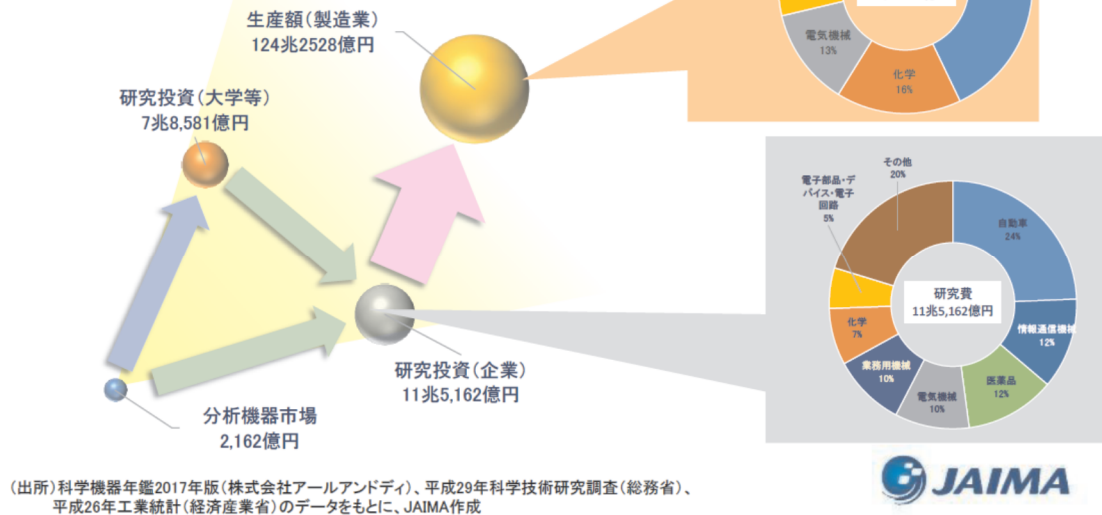 生産額（製造業）
124兆2528億円
研究投資（大学等）
7兆8,581億円
電気機械
13%
化学
16%
その他
20%
電子部品・デ
バイス・電子
回路
5%
自動車
24%
研究費
11兆5,162億円
化学
7%
情報通信機械
12%
業務用機械
10%
医薬品
12%
電気機械
10%
研究投資（企業）
11兆5,162億円
分析機器市場
2,162億円
（出所）科学機器年鑑2017年版（株式会社アールアンドディ）、平成29年科学技術研究調査（総務省）、
平成26年工業統計（経済産業省）のデータをもとに、JAIMA作成
JAIMA